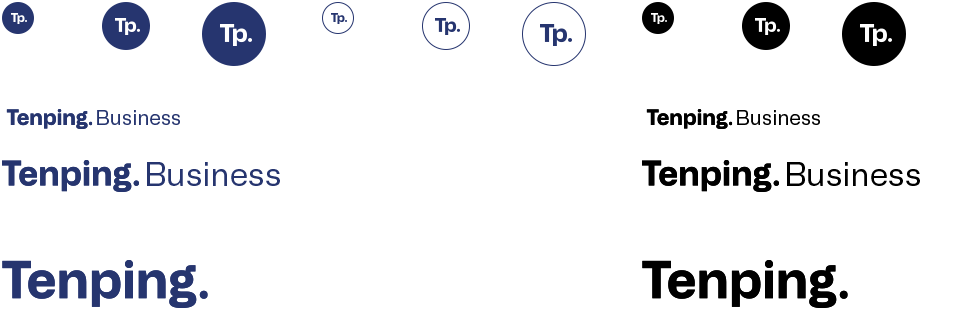 Tp. Tp. Tp. Tp. Tp. Tp. Tp. Tp. Tp.
Tenping. Business Tenping. Business
Tenping. Business Tenping. Business
Tenping. Tenping.